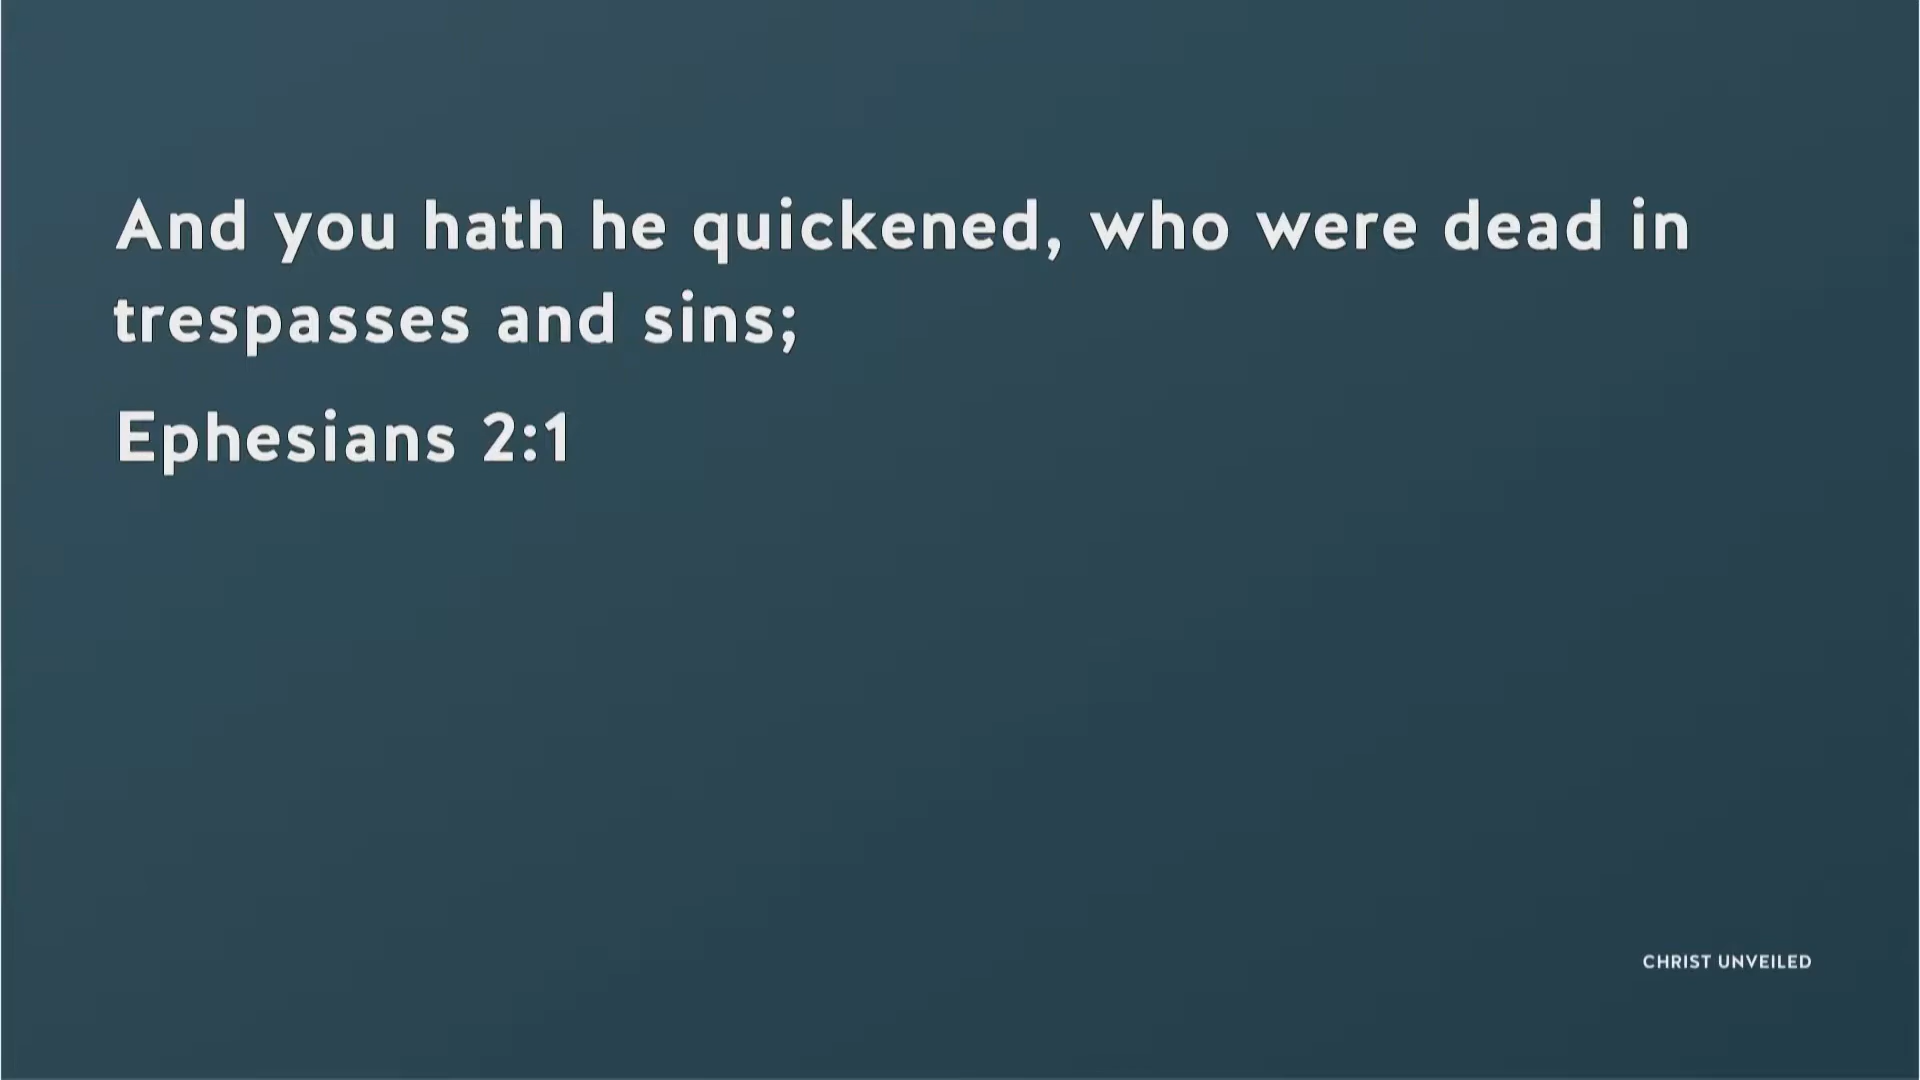 And you hath he quickened, who were dead in
trespasses and sins;
Ephesians 2:1
CHRIST UNVEILED